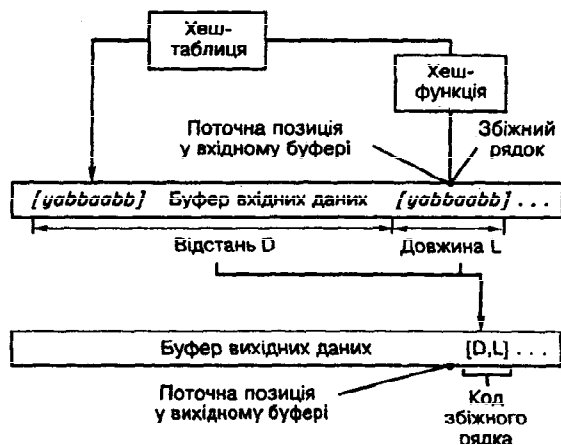 Хеш-
таблиця
Хеш-
функція
Поточна позиція
у вхідному буфері
Збіжний
рядок
[yabbaabb] Буфер вхідних даних [yabbaabb] ...
Відстань D
Довжина L
Буфер вихідних даних [D,L] ...
Поточна позиція
у вихідному буфері
Код
збіжного
рядка